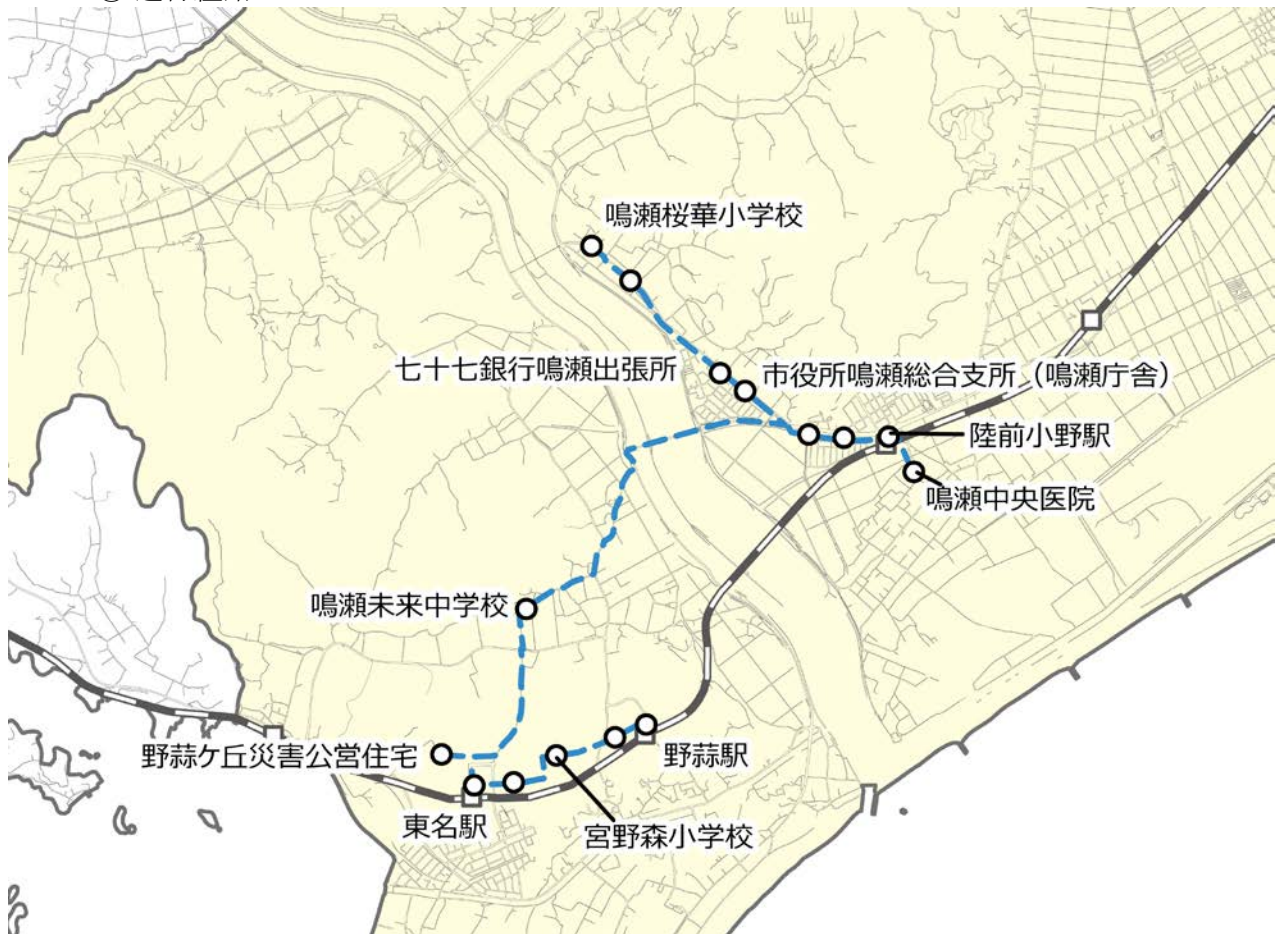 鳴瀬桜華小学校
七十七銀行鳴瀬出張所
市役所鳴瀬総合支所（鳴瀬庁舎）
陸前小野駅
鳴瀬中央医院
鳴瀬未来中学校
野蒜ケ丘災害公営住宅
野蒜駅
東名駅
宮野森小学校